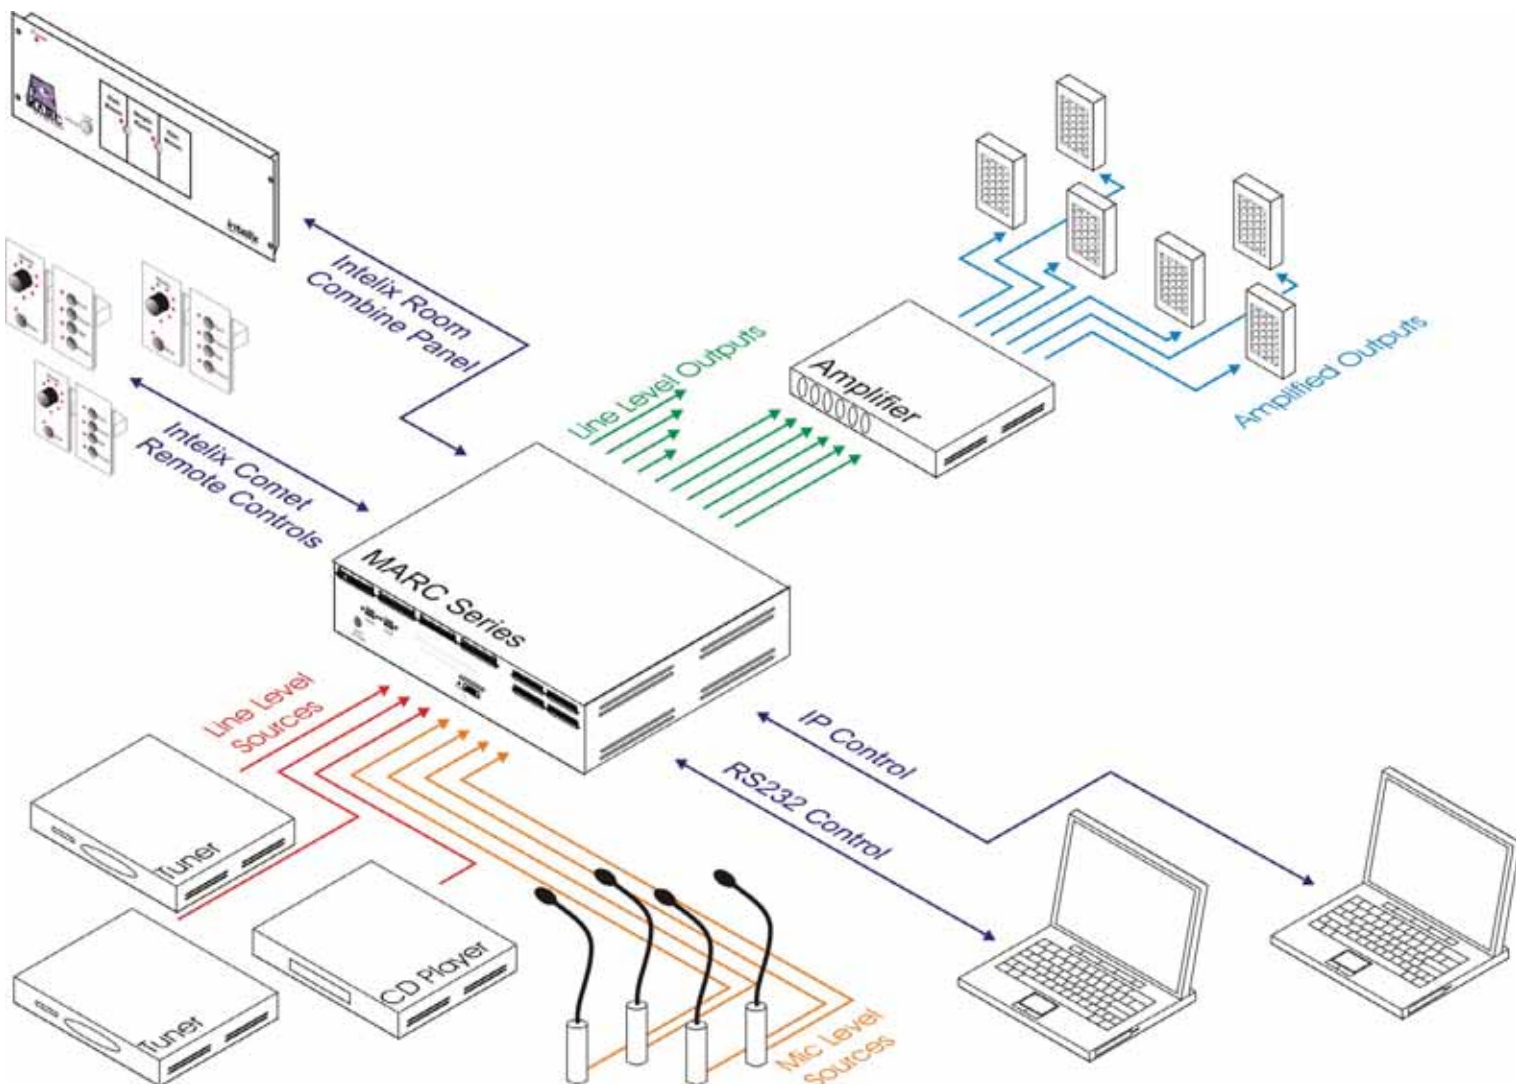 MARC
Intelix
Intelix Room
Combine Panel
Intelix Comet
Remote Controls
Line Level Outputs
Amplifier
Amplified Outputs
MARC Series
Line Level
Sources
IP Control
RS232 Control
Tuner
Tuner
CD Player
Mic Level
Sources